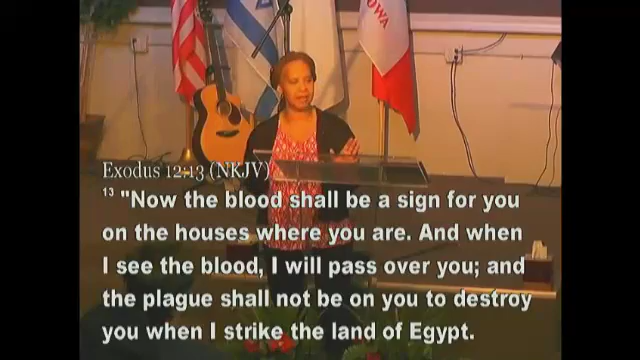 IOWA
Exodus 12:13 (NKJV)
13 "Now the blood shall be a sign for you
on the houses where you are. And when
I see the blood, I will pass over you; and
the plague shall not be on you to destroy
you when I strike the land of Egypt.